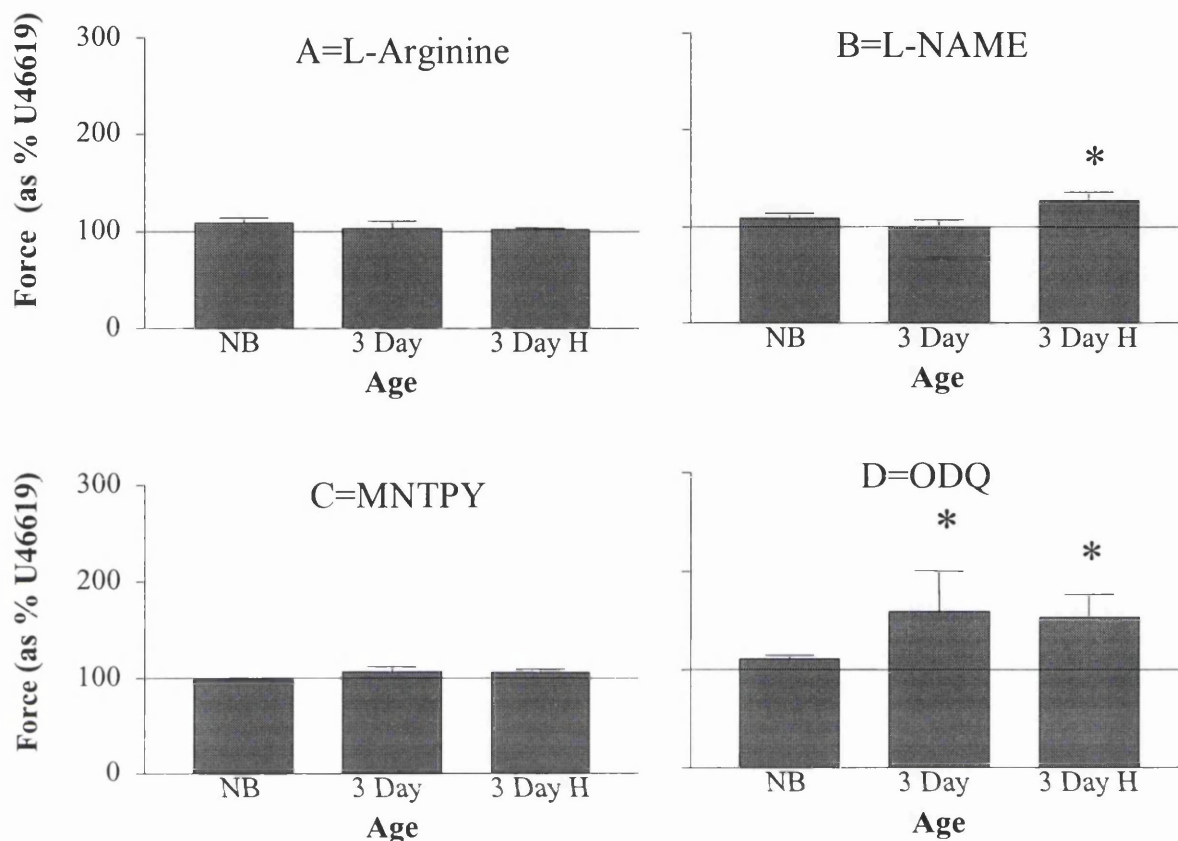 A=L-Arginine
Force (as % U46619)
300
200
100
0
NB
3 Day
3 Day H
Age
B=L-NAME
*
NB
3 Day
3 Day H
Age
C=MNTPY
Force (as % U46619)
300
200
100
0
NB
3 Day
3 Day H
Age
D=ODQ
*
*
NB
3 Day
3 Day H
Age